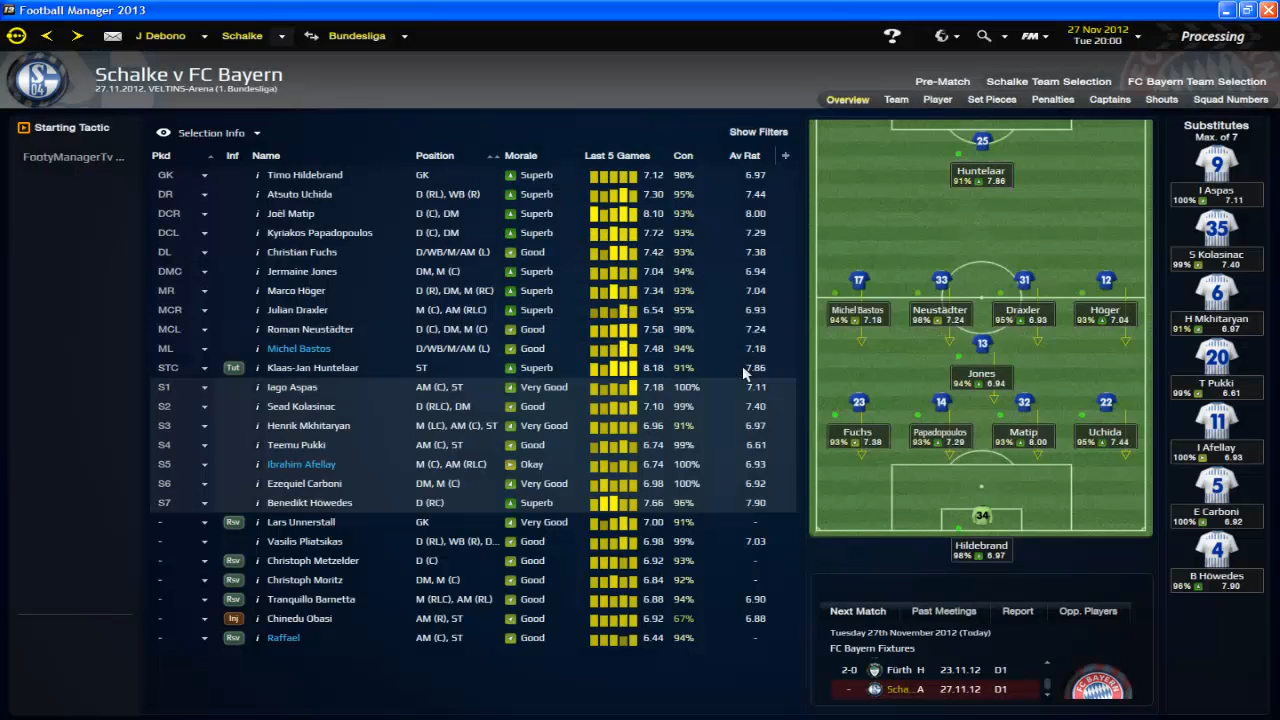 Football Manager 2013
J Debono Schalke Bundesliga FM 27 Nov 2012 Tue 20:00 Processing
Schalke v FC Bayern
27.11.2012. VELTINS-Arena (1. Bundesliga)
Pre-Match Schalke Team Selection FC Bayern Team Selection
Overview Team Player Set Pieces Penalties Captains Shouts Squad Numbers
Starting Tactic
FootyManagerTv ...
Selection Info Show Filters
Pkd Inf Name Position Morale Last 5 Games Con Av Rat
GK i Timo Hildebrand GK Superb 7.12 98% 6.97
DR i Atsuto Uchida D (RL), WB (R) Superb 7.30 95% 7.44
DCR i Joël Matip D (C), DM Superb 8.10 93% 8.00
DCL i Kyriakos Papadopoulos D (C), DM Superb 7.72 93% 7.29
DL i Christian Fuchs D/WB/M/AM (L) Good 7.42 93% 7.38
DMC i Jermaine Jones DM, M (C) Superb 7.04 94% 6.94
MR i Marco Höger D (R), DM, M (RC) Superb 7.34 93% 7.04
MCR i Julian Draxler M (C), AM (RLC) Superb 6.54 95% 6.93
MCL i Roman Neustädter D (C), DM, M (C) Good 7.58 98% 7.24
ML i Michel Bastos D/WB/M/AM (L) Good 7.48 94% 7.18
STC Tut i Klaas-Jan Huntelaar ST Superb 8.18 91% 7.86
S1 i Iago Aspas AM (C), ST Very Good 7.18 100% 7.11
S2 i Sead Kolasinac D (RLC), DM Good 7.10 99% 7.40
S3 i Henrik Mkhitaryan M (LC), AM (C), ST Very Good 6.96 91% 6.97
S4 i Teemu Pukki AM (C), ST Good 6.74 99% 6.61
S5 i Ibrahim Afellay M (C), AM (RLC) Okay 6.74 100% 6.93
S6 i Ezequiel Carboni DM, M (C) Very Good 6.98 100% 6.92
S7 i Benedikt Höwedes D (RC) Superb 7.66 96% 7.90
- Rsv i Lars Unnerstall GK Very Good 7.00 91% -
- i Vasilis Pliatsikas D (RL), WB (R), D... Good 6.98 99% 7.03
- Rsv i Christoph Metzelder D (C) Good 6.92 93% -
- Rsv i Christoph Moritz DM, M (C) Good 6.84 92% -
- Rsv i Tranquillo Barnetta M (RLC), AM (RL) Good 6.88 94% 6.90
- Inj i Chinedu Obasi AM (R), ST Good 6.92 67% 6.88
- Rsv i Raffael AM (C), ST Good 6.44 94% -
25
Huntelaar
91% 7.86
17 33 31 12
Michel Bastos Neustädter Draxler Höger
94% 7.18 98% 7.24 95% 6.93 93% 7.04
13
Jones
94% 6.94
23 14 32 22
Fuchs Papadopoulos Matip Uchida
93% 7.38 93% 7.29 93% 8.00 95% 7.44
34
Hildebrand
98% 6.97
Next Match Past Meetings Report Opp. Players
Tuesday 27th November 2012 (Today)
FC Bayern Fixtures
2-0 Fürth H 23.11.12 D1
- Scha... A 27.11.12 D1
FC BAYERN
Substitutes
Max. of 7
9
I Aspas
100% 7.11
35
S Kolasinac
99% 7.40
6
H Mkhitaryan
91% 6.97
20
T Pukki
99% 6.61
11
I Afellay
100% 6.93
5
E Carboni
100% 6.92
4
B Höwedes
96% 7.90